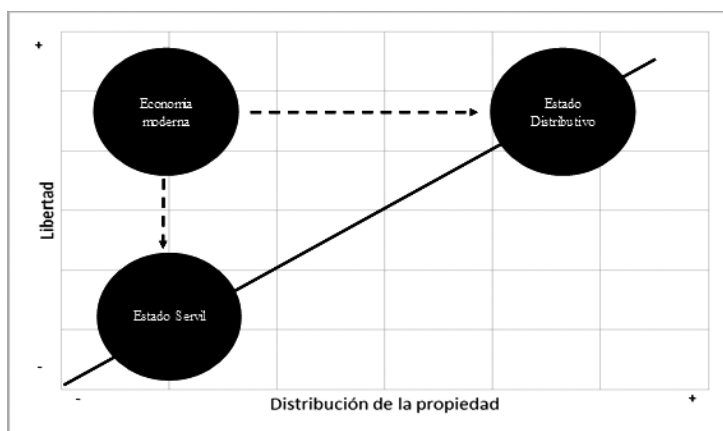 +
Economía
moderna
Estado
Distributivo
Libertad
Estado Servil
-
-
+
Distribución de la propiedad